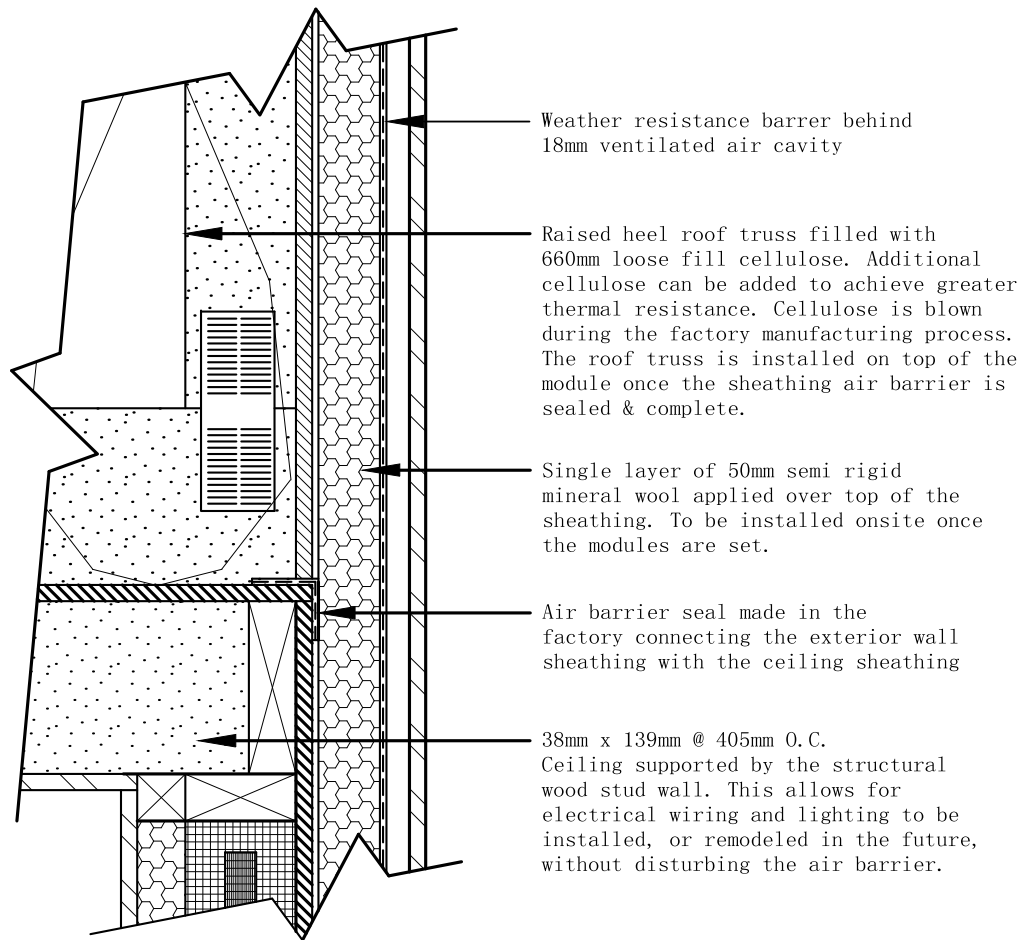 Weather resistance barrer behind
18mm ventilated air cavity
Raised heel roof truss filled with
660mm loose fill cellulose. Additional
cellulose can be added to achieve greater
thermal resistance. Cellulose is blown
during the factory manufacturing process.
The roof truss is installed on top of the
module once the sheathing air barrier is
sealed & complete.
Single layer of 50mm semi rigid
mineral wool applied over top of the
sheathing. To be installed onsite once
the modules are set.
Air barrier seal made in the
factory connecting the exterior wall
sheathing with the ceiling sheathing
38mm x 139mm @ 405mm O.C.
Ceiling supported by the structural
wood stud wall. This allows for
electrical wiring and lighting to be
installed, or remodeled in the future,
without disturbing the air barrier.